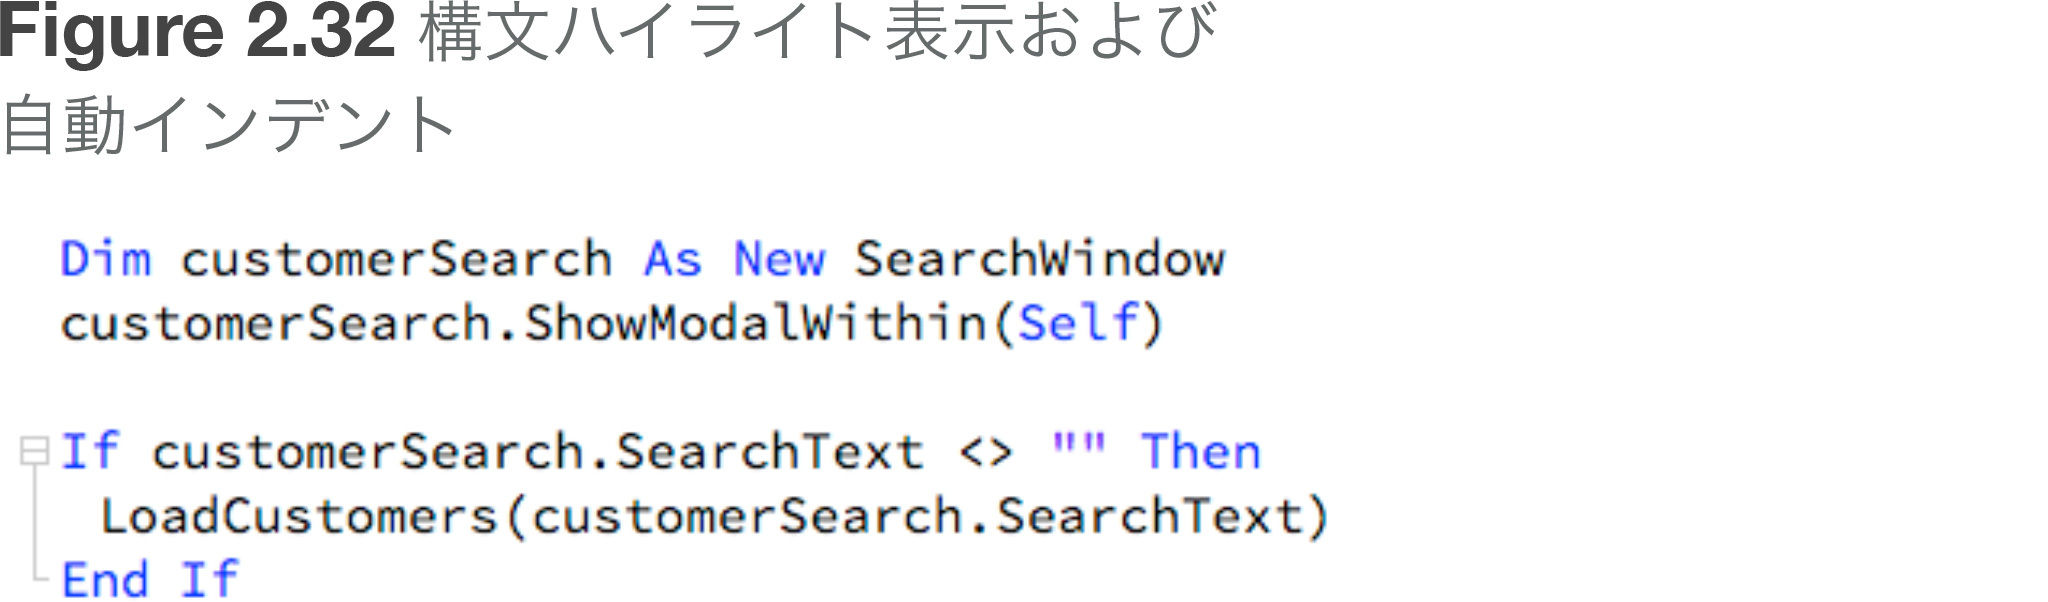 Figure 2.32 構文ハイライト表示および
自動インデント
Dim customerSearch As New SearchWindow
customerSearch.ShowModalWithin(Self)
If customerSearch.SearchText <> "" Then
LoadCustomers(customerSearch.SearchText)
End If